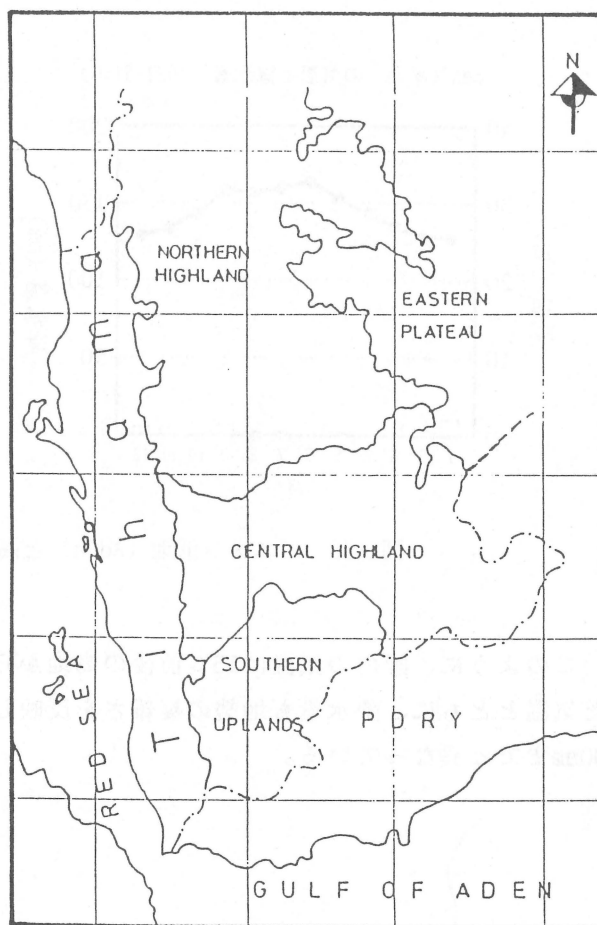 N
NORTHERN
HIGHLAND
EASTERN
PLATEAU
Tihama
CENTRAL HIGHLAND
SOUTHERN
UPLANDS
PDRY
RED SEA
GULF OF ADEN